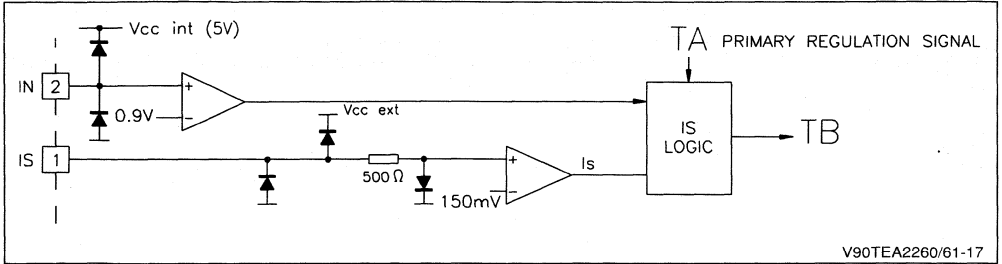 Vcc int (5V)
TA PRIMARY REGULATION SIGNAL
IN 2
+
0.9V -
Vcc ext
IS
LOGIC
TB
IS 1
500 Ω
+
Is
150mV -
V90TEA2260/61-17